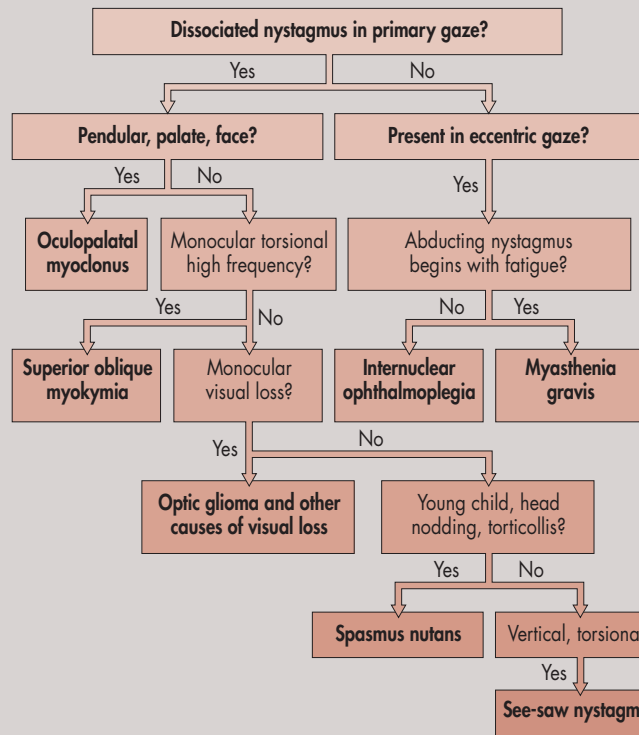 Dissociated nystagmus in primary gaze?
Yes
No
Pendular, palate, face?
Present in eccentric gaze?
Yes
No
Yes
Oculopalatal
myoclonus
Monocular torsional
high frequency?
Abducting nystagmus
begins with fatigue?
Yes
No
No
Yes
Superior oblique
myokymia
Monocular
visual loss?
Internuclear
ophthalmoplegia
Myasthenia
gravis
Yes
No
Optic glioma and other
causes of visual loss
Young child, head
nodding, torticollis?
Yes
No
Spasmus nutans
Vertical, torsiona
Yes
See-saw nystagm